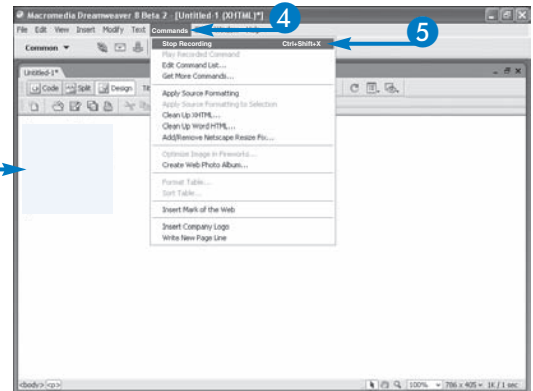 Macromedia Dreamweaver 8 Beta 2 - [Untitled-1 (XHTML)*]
File Edit View Insert Modify Text Commands
4
Common
Stop Recording Ctrl+Shift+X
5
Play Recorded Command
Edit Command List...
Get More Commands...
Untitled-1*
Code Split Design
Apply Source Formatting
Apply Source Formatting to Selection
Clean Up XHTML...
Clean Up Word HTML...
Add/Remove Netscape Resize Fix...
Optimize Image in Fireworks...
Create Web Photo Album...
Format Table...
Sort Table...
Insert Mark of the Web
Insert Company Logo
Write New Page Line
<body> <p>
100% 786 x 405 1K / 1 sec